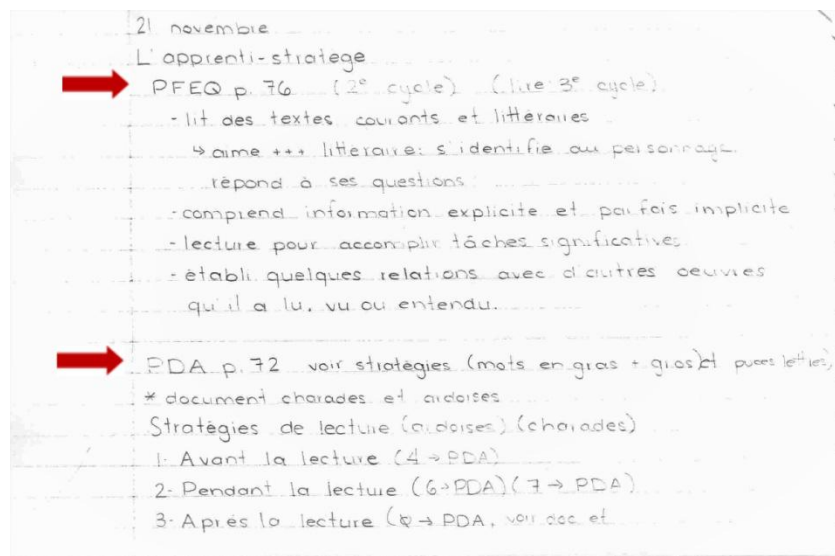 21 novembre
L'apprenti-stratège
PFEQ p. 76 (2e cycle) (lire 3e cycle)
- lit des textes courants et littéraires
↳ aime +++ littéraire: s'identifie au personnage.
répond à ses questions
- comprend information explicite et parfois implicite
- lecture pour accomplir tâches significatives.
- établi quelques relations avec d'autres oeuvres
qu'il a lu, vu ou entendu.
PDA p. 72 voir stratégies (mots en gras + gros) et puces lettres)
* document charades et ardoises
Stratégies de lecture (ardoises) (charades)
1- Avant la lecture (4 → PDA)
2- Pendant la lecture (6 → PDA) (7 → PDA)
3- Après la lecture ( → PDA, voir doc et